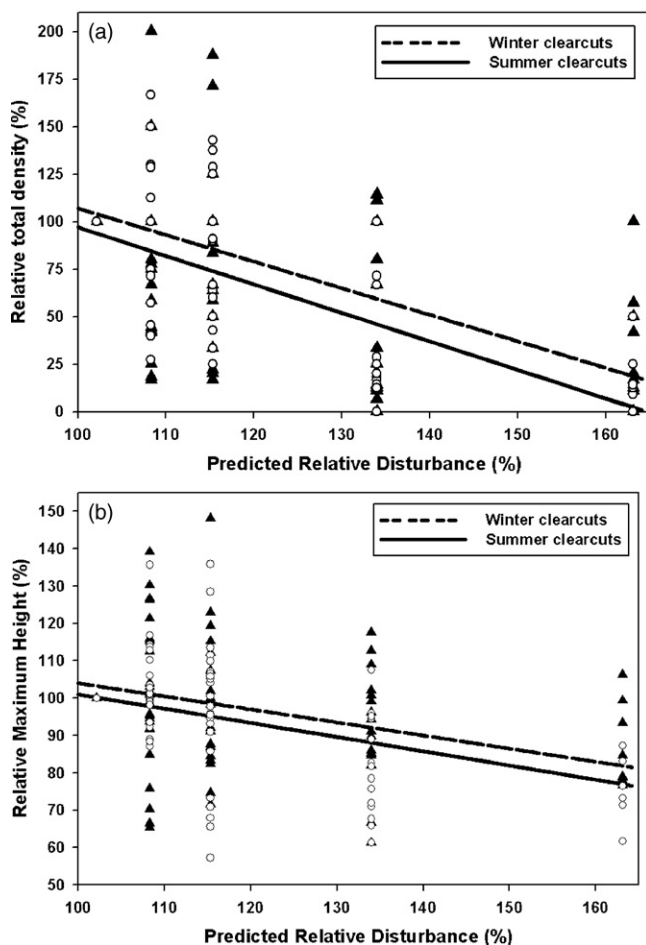 (a)
Winter clearcuts
Summer clearcuts
Relative total density (%)
200
175
150
125
100
75
50
25
0
100 110 120 130 140 150 160
Predicted Relative Disturbance (%)
(b)
Winter clearcuts
Summer clearcuts
Relative Maximum Height (%)
150
140
130
120
110
100
90
80
70
60
50
100 110 120 130 140 150 160
Predicted Relative Disturbance (%)